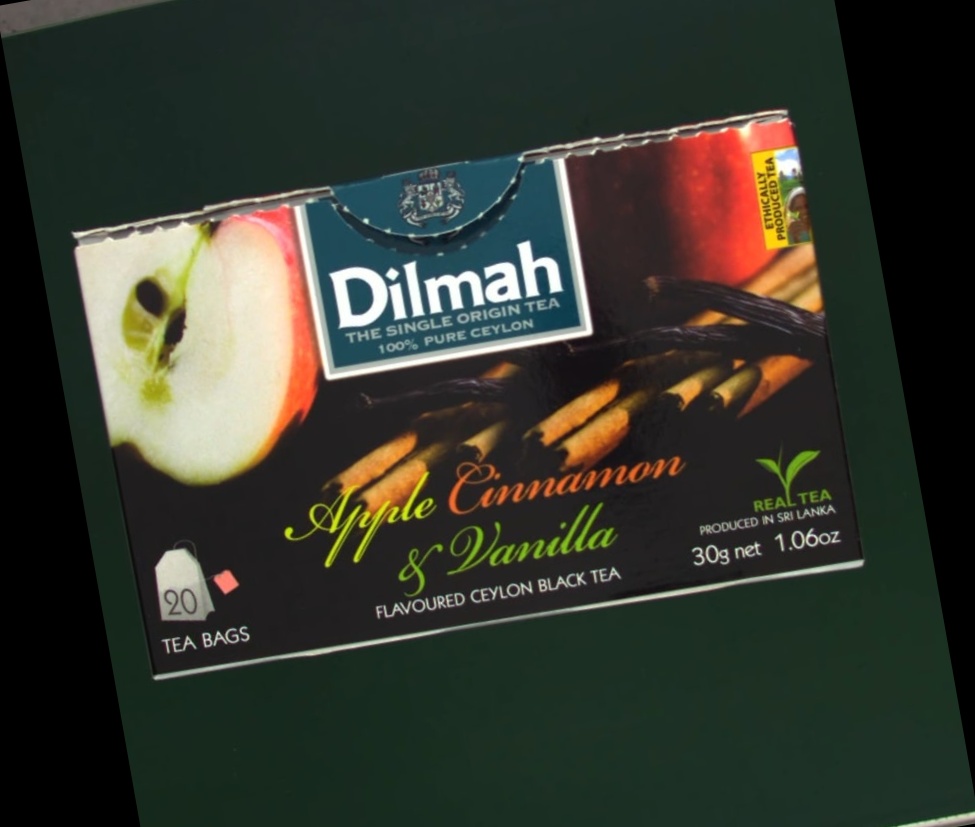 ETHICALLY
PRODUCED TEA
Dilmah
THE SINGLE ORIGIN TEA
100% PURE CEYLON
Apple Cinnamon
& Vanilla
FLAVOURED CEYLON BLACK TEA
20
TEA BAGS
REAL TEA
PRODUCED IN SRI LANKA
30g net 1.06oz